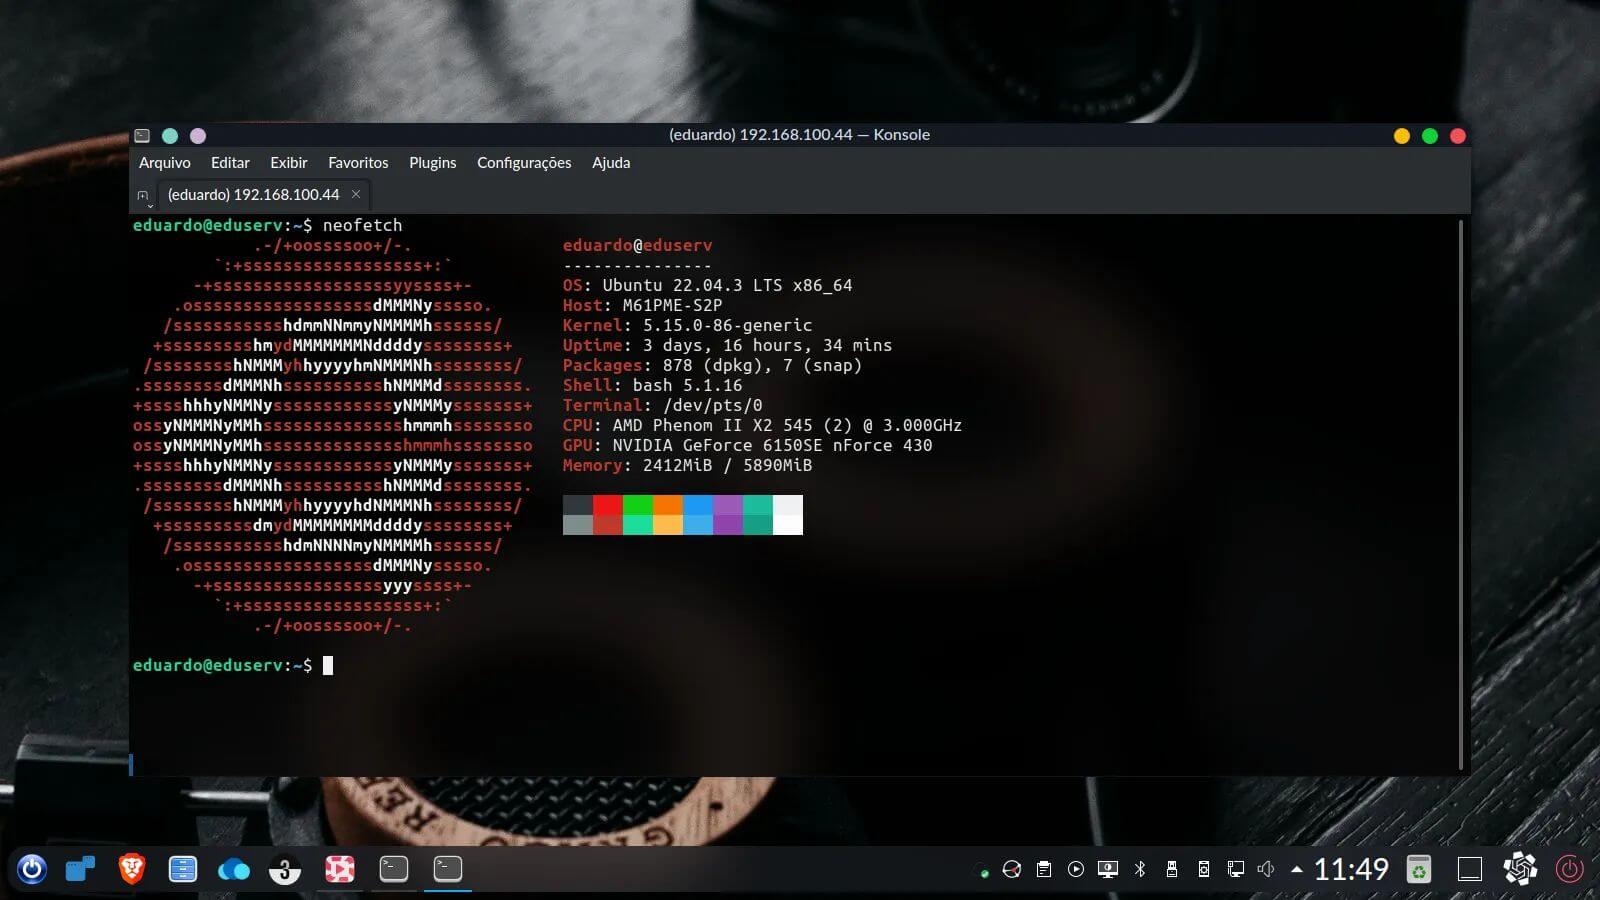 (eduardo) 192.168.100.44 — Konsole
Arquivo Editar Exibir Favoritos Plugins Configurações Ajuda
(eduardo) 192.168.100.44
eduardo@eduserv:~$ neofetch
.-/+oossssoo+/-.
`:+ssssssssssssssssss+:`
-+ssssssssssssssssssyyssss+-
.ossssssssssssssssssdMMMNysssso.
/ssssssssssshdmmNNmmyNMMMMhssssss/
+ssssssssshmydMMMMMMMNddddyssssssss+
/sssssssshNMMMyhhyyyyhmNMMMNhssssssss/
.ssssssssdMMMNhsssssssssshNMMMdssssssss.
+sssshhhyNMMNyssssssssssssyNMMMysssssss+
ossyNMMMNyMMhsssssssssssssshmmmhssssssso
ossyNMMMNyMMhsssssssssssssshmmmhssssssso
+sssshhhyNMMNyssssssssssssyNMMMysssssss+
.ssssssssdMMMNhsssssssssshNMMMdssssssss.
/sssssssshNMMMyhhyyyyhdNMMMNhssssssss/
+sssssssssdmydMMMMMMMMddddyssssssss+
/ssssssssssshdmNNNNmyNMMMMhssssss/
.ossssssssssssssssssdMMMNysssso.
-+sssssssssssssssssyyyssss+-
`:+ssssssssssssssssss+:`
.-/+oossssoo+/-.
eduardo@eduserv
---------------
OS: Ubuntu 22.04.3 LTS x86_64
Host: M61PME-S2P
Kernel: 5.15.0-86-generic
Uptime: 3 days, 16 hours, 34 mins
Packages: 878 (dpkg), 7 (snap)
Shell: bash 5.1.16
Terminal: /dev/pts/0
CPU: AMD Phenom II X2 545 (2) @ 3.000GHz
GPU: NVIDIA GeForce 6150SE nForce 430
Memory: 2412MiB / 5890MiB
eduardo@eduserv:~$
3
11:49